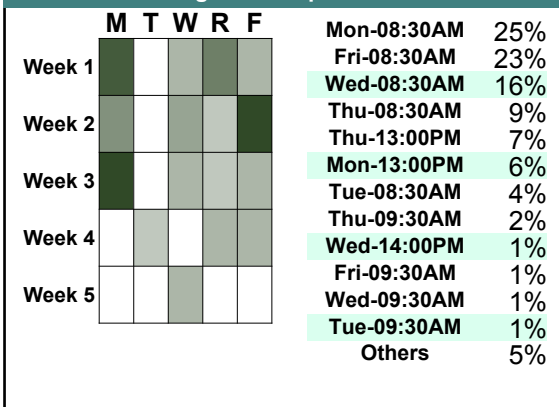 M T W R F
Week 1
Week 2
Week 3
Week 4
Week 5
Mon-08:30AM 25%
Fri-08:30AM 23%
Wed-08:30AM 16%
Thu-08:30AM 9%
Thu-13:00PM 7%
Mon-13:00PM 6%
Tue-08:30AM 4%
Thu-09:30AM 2%
Wed-14:00PM 1%
Fri-09:30AM 1%
Wed-09:30AM 1%
Tue-09:30AM 1%
Others 5%